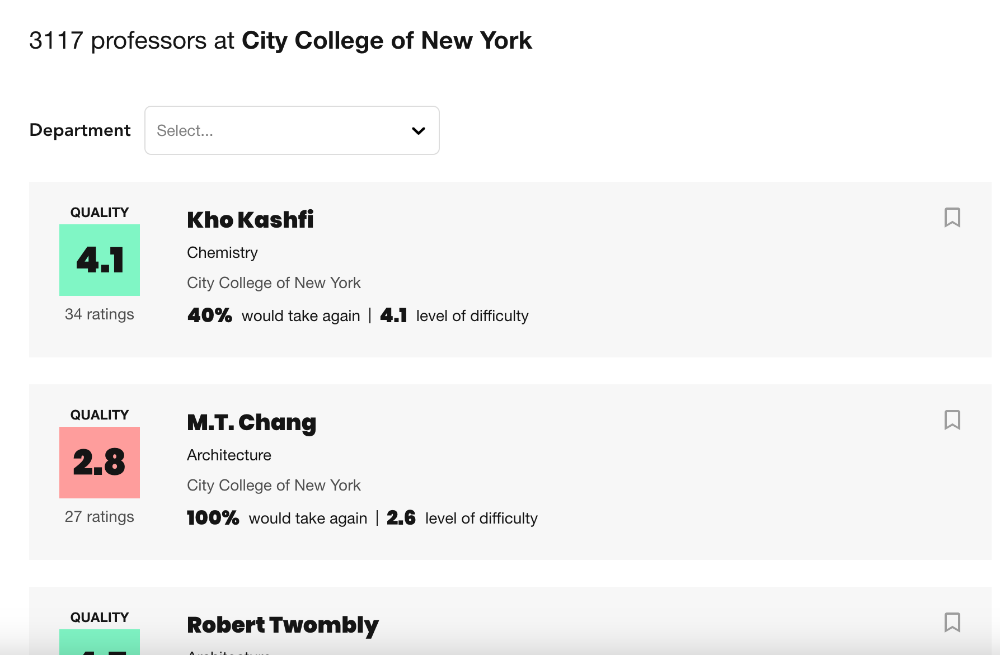 3117 professors at City College of New York
Department
Select...
QUALITY
4.1
34 ratings
Kho Kashfi
Chemistry
City College of New York
40% would take again | 4.1 level of difficulty
QUALITY
2.8
27 ratings
M.T. Chang
Architecture
City College of New York
100% would take again | 2.6 level of difficulty
QUALITY
Robert Twombly
Architecture